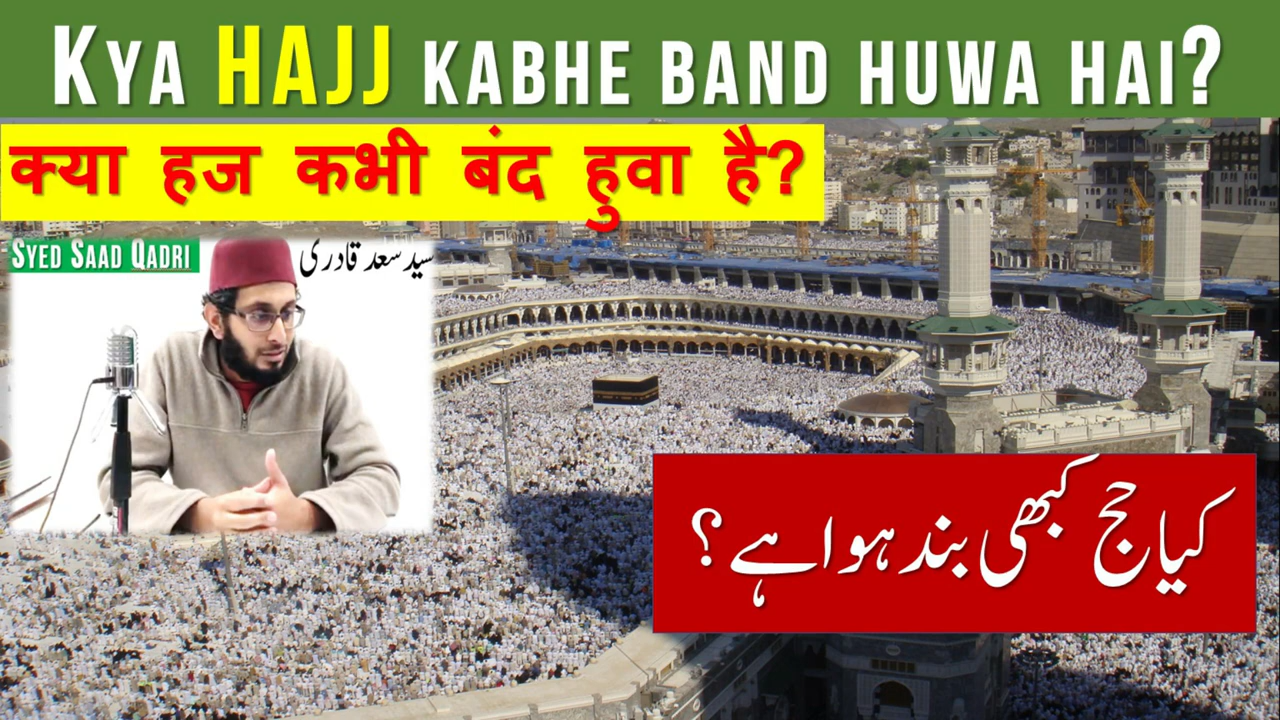 Kya HAJJ kabhe band huwa hai?
क्या हज कभी बंद हुवा है?
Syed Saad Qadri
سید سعد قادری
کیا حج کبھی بند ہوا ہے؟